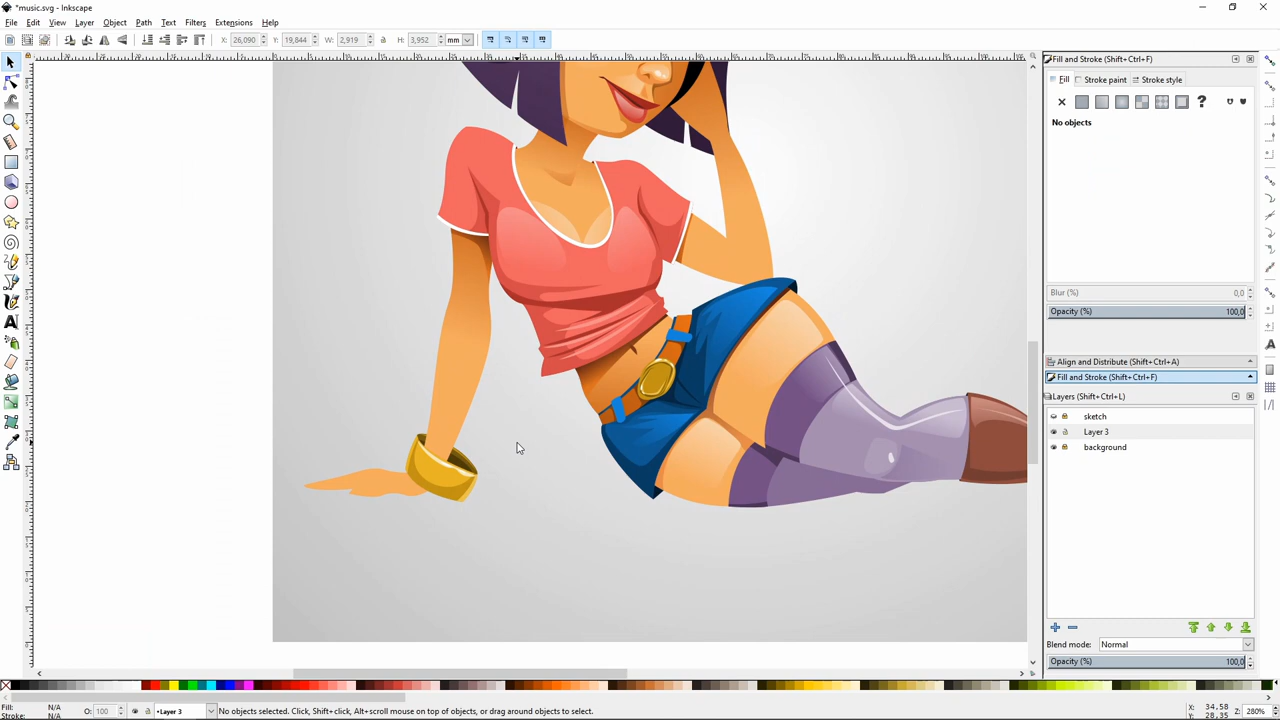 *music.svg - Inkscape
File Edit View Layer Object Path Text Filters Extensions Help
X: 26,090 Y: 19,844 W: 2,919 H: 3,952 mm
Fill and Stroke (Shift+Ctrl+F)
Fill Stroke paint Stroke style
?
No objects
Blur (%) 0,0
Opacity (%) 100,0
Align and Distribute (Shift+Ctrl+A)
Fill and Stroke (Shift+Ctrl+F)
Layers (Shift+Ctrl+L)
sketch
Layer 3
background
Blend mode: Normal
Opacity (%) 100,0
Fill: N/A
Stroke: N/A
O: 100
•Layer 3
No objects selected. Click, Shift+click, Alt+scroll mouse on top of objects, or drag around objects to select.
X: 34,58
Y: 28,35
Z: 280%